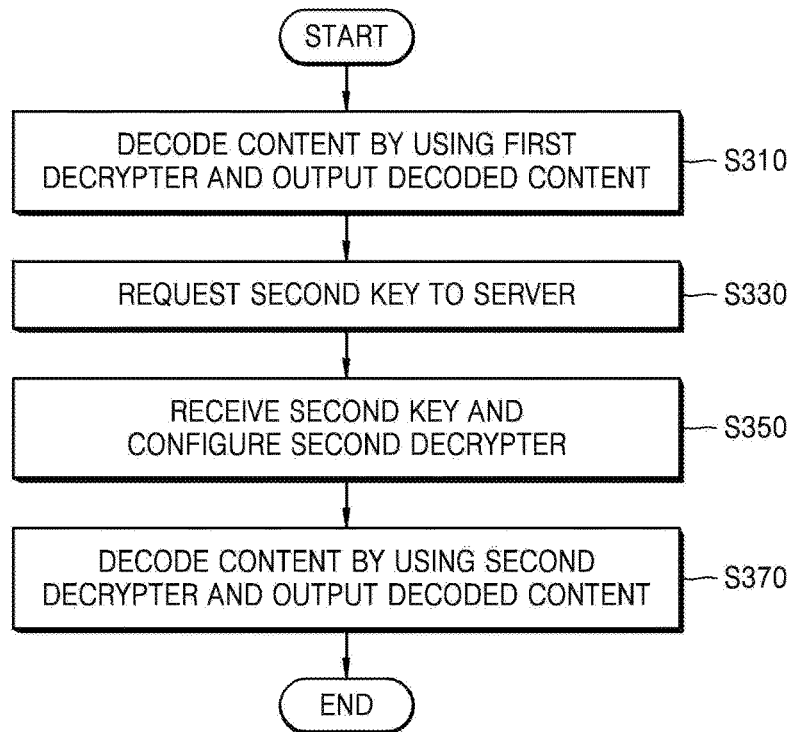 START
DECODE CONTENT BY USING FIRST
DECRYPTER AND OUTPUT DECODED CONTENT
S310
REQUEST SECOND KEY TO SERVER
S330
RECEIVE SECOND KEY AND
CONFIGURE SECOND DECRYPTER
S350
DECODE CONTENT BY USING SECOND
DECRYPTER AND OUTPUT DECODED CONTENT
S370
END